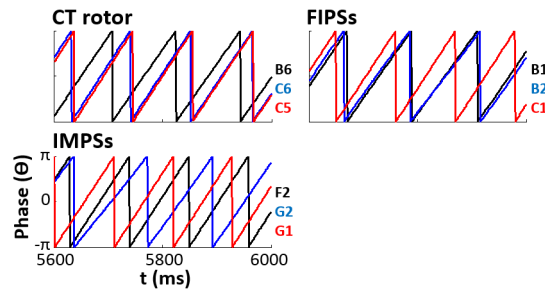 CT rotor
B6
C6
C5
FIPSs
B1
B2
C1
IMPSs
F2
G2
G1
Phase (Θ)
π
0
-π
5600 5800 6000
t (ms)